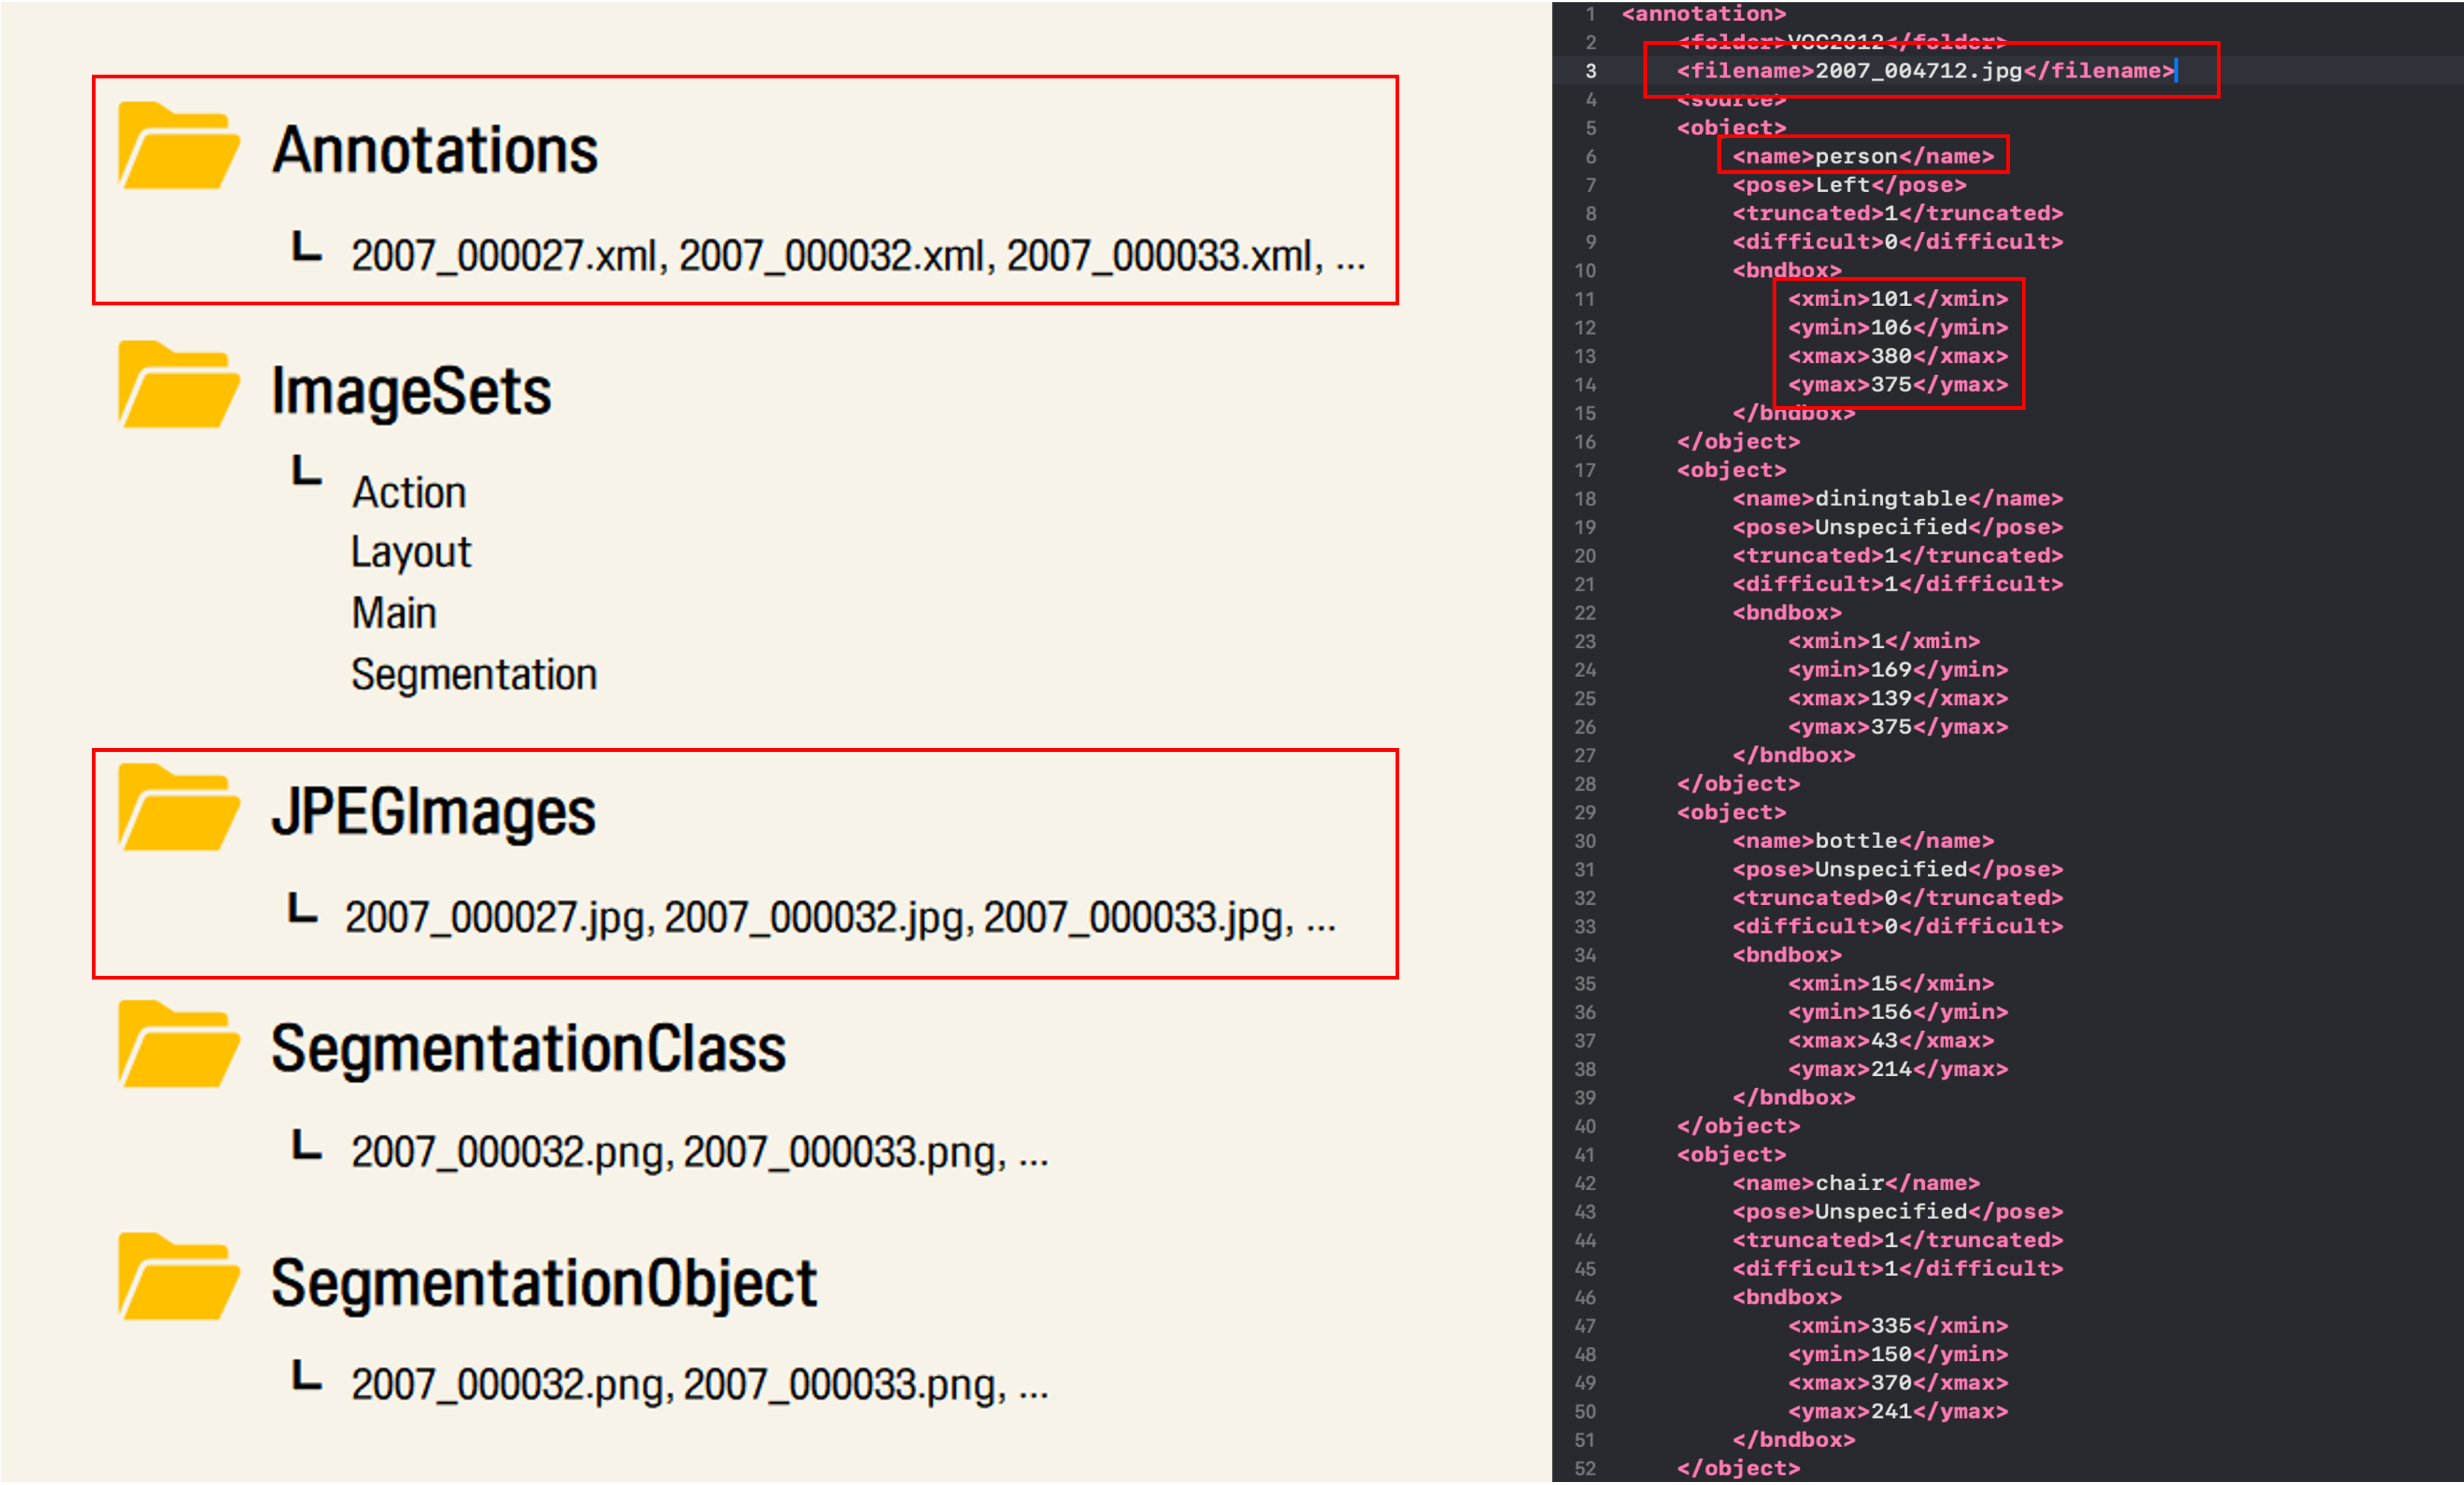 Annotations
2007_000027.xml, 2007_000032.xml, 2007_000033.xml, ...
ImageSets
Action
Layout
Main
Segmentation
JPEGImages
2007_000027.jpg, 2007_000032.jpg, 2007_000033.jpg, ...
SegmentationClass
2007_000032.png, 2007_000033.png, ...
SegmentationObject
2007_000032.png, 2007_000033.png, ...
1 <annotation>
2 <folder>VOC2012</folder>
3 <filename>2007_004712.jpg</filename>
4 <source>
5 <object>
6 <name>person</name>
7 <pose>Left</pose>
8 <truncated>1</truncated>
9 <difficult>0</difficult>
10 <bndbox>
11 <xmin>101</xmin>
12 <ymin>106</ymin>
13 <xmax>380</xmax>
14 <ymax>375</ymax>
15 </bndbox>
16 </object>
17 <object>
18 <name>diningtable</name>
19 <pose>Unspecified</pose>
20 <truncated>1</truncated>
21 <difficult>1</difficult>
22 <bndbox>
23 <xmin>1</xmin>
24 <ymin>169</ymin>
25 <xmax>139</xmax>
26 <ymax>375</ymax>
27 </bndbox>
28 </object>
29 <object>
30 <name>bottle</name>
31 <pose>Unspecified</pose>
32 <truncated>0</truncated>
33 <difficult>0</difficult>
34 <bndbox>
35 <xmin>15</xmin>
36 <ymin>156</ymin>
37 <xmax>43</xmax>
38 <ymax>214</ymax>
39 </bndbox>
40 </object>
41 <object>
42 <name>chair</name>
43 <pose>Unspecified</pose>
44 <truncated>1</truncated>
45 <difficult>1</difficult>
46 <bndbox>
47 <xmin>335</xmin>
48 <ymin>150</ymin>
49 <xmax>370</xmax>
50 <ymax>241</ymax>
51 </bndbox>
52 </object>